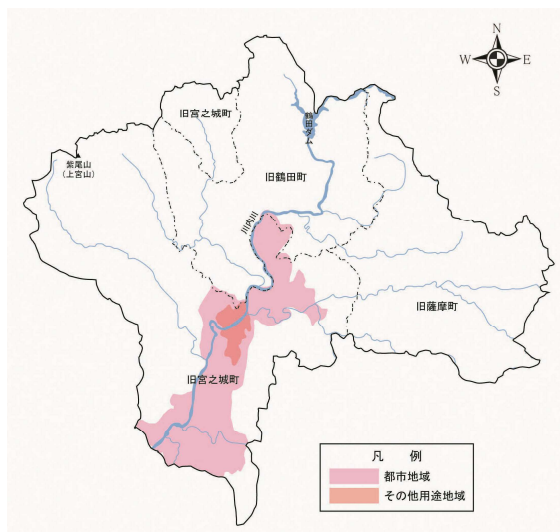 N
W
E
S
旧宮之城町
鶴田ダム
紫尾山
(上宮山)
旧鶴田町
川内川
旧薩摩町
旧宮之城町
凡 例
都市地域
その他用途地域